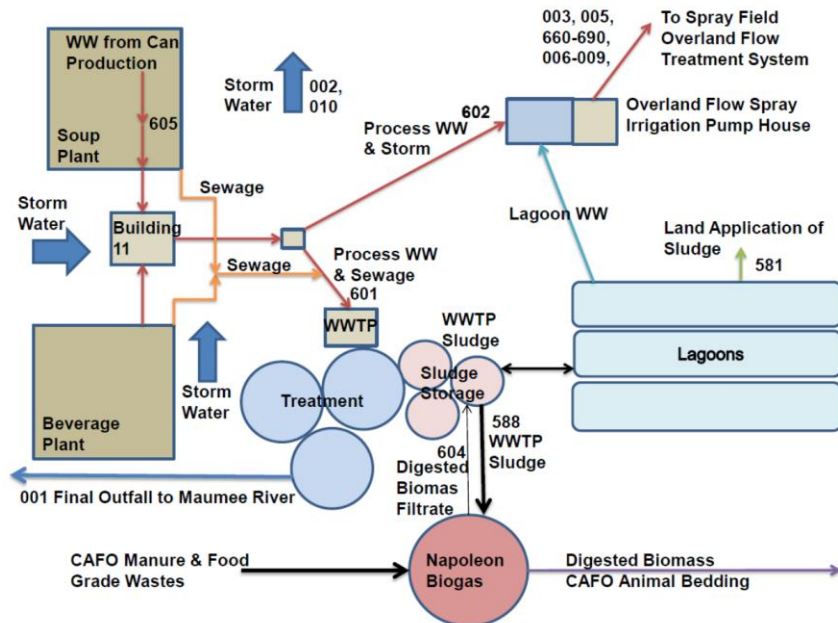 WW from Can
Production
605
Soup
Plant
Storm
Water
002,
010
003, 005,
660-690,
006-009,
To Spray Field
Overland Flow
Treatment System
602
Overland Flow Spray
Irrigation Pump House
Process WW
& Storm
Sewage
Storm
Water
Building
11
Lagoon WW
Land Application of
Sludge
581
Sewage
Process WW
& Sewage
601
WWTP
WWTP
Sludge
Lagoons
Sludge
Storage
Treatment
Storm
Water
Beverage
Plant
588
WWTP
Sludge
604
Digested
Biomas
Filtrate
001 Final Outfall to Maumee River
CAFO Manure & Food
Grade Wastes
Napoleon
Biogas
Digested Biomass
CAFO Animal Bedding